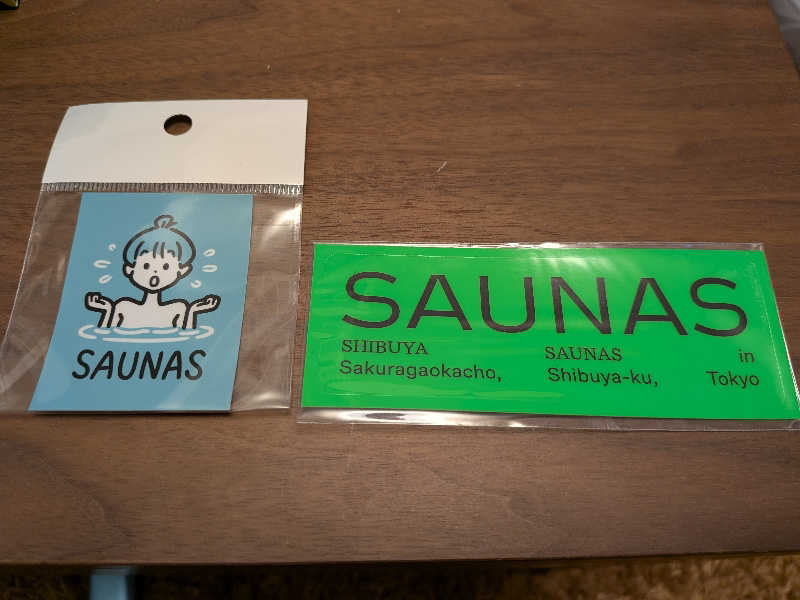 SAUNAS
SAUNAS
SHIBUYA SAUNAS in
Sakuragaokacho, Shibuya-ku, Tokyo